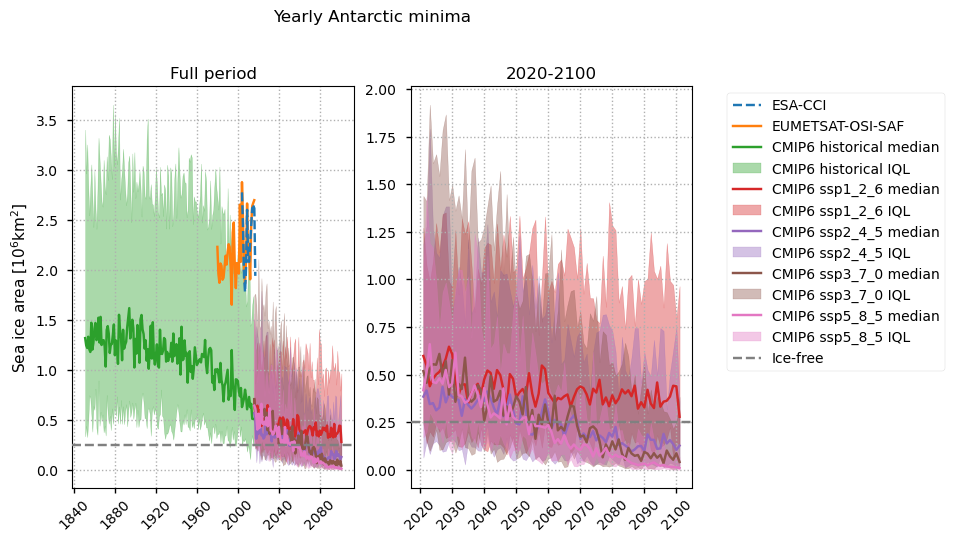 Yearly Antarctic minima
Full period
Sea ice area [10⁶km²]
3.5
3.0
2.5
2.0
1.5
1.0
0.5
0.0
1840
1880
1920
1960
2000
2040
2080
2020-2100
2.00
1.75
1.50
1.25
1.00
0.75
0.50
0.25
0.00
2020
2030
2040
2050
2060
2070
2080
2090
2100
ESA-CCI
EUMETSAT-OSI-SAF
CMIP6 historical median
CMIP6 historical IQL
CMIP6 ssp1_2_6 median
CMIP6 ssp1_2_6 IQL
CMIP6 ssp2_4_5 median
CMIP6 ssp2_4_5 IQL
CMIP6 ssp3_7_0 median
CMIP6 ssp3_7_0 IQL
CMIP6 ssp5_8_5 median
CMIP6 ssp5_8_5 IQL
Ice-free